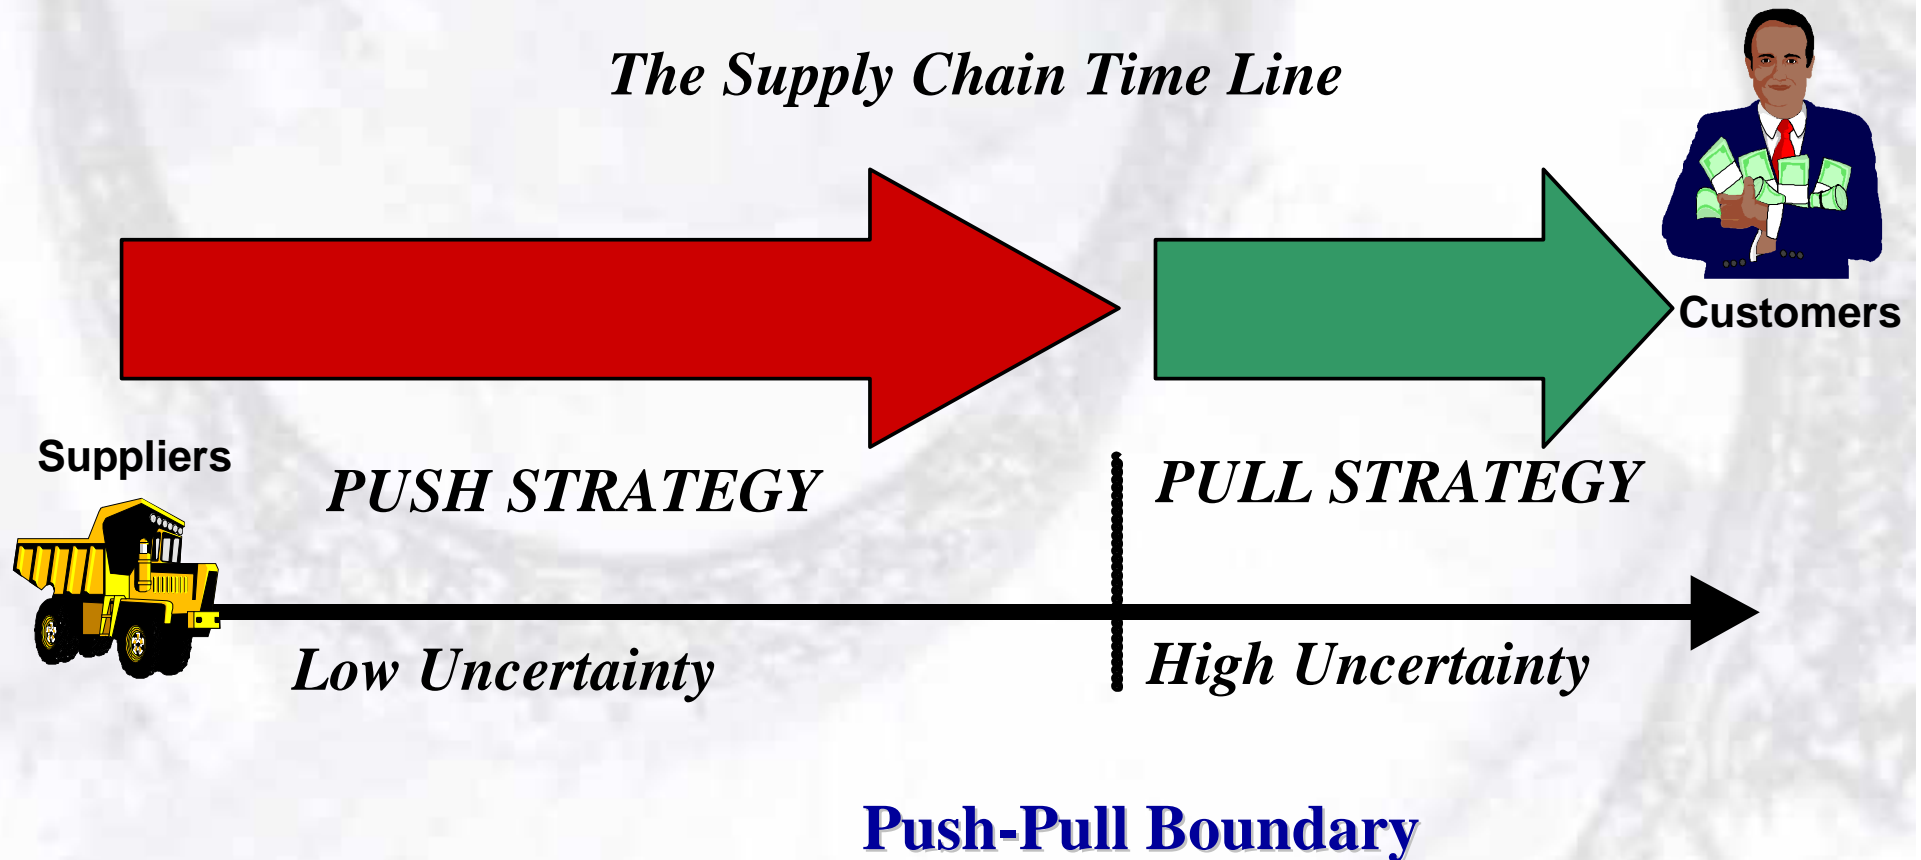 The Supply Chain Time Line
Customers
Suppliers
PUSH STRATEGY
PULL STRATEGY
Low Uncertainty
High Uncertainty
Push-Pull Boundary